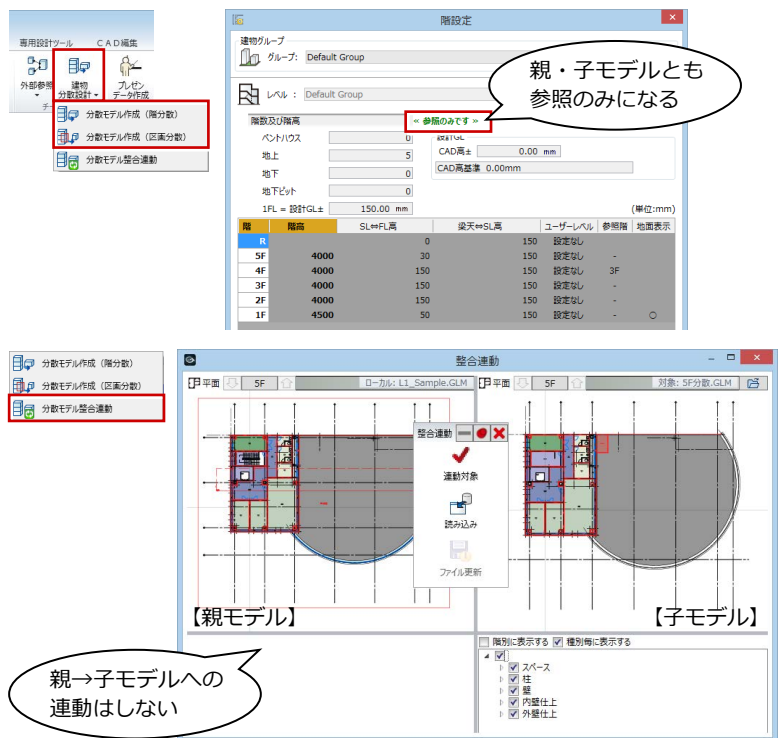 専用設計ツール CAD編集
外部参照 建物 プレゼン
分散設計 データ作成
分散モデル作成（階分散）
分散モデル作成（区画分散）
分散モデル整合連動
階設定
建物グループ
グループ: Default Group
レベル : Default Group
親・子モデルとも
参照のみになる
階数及び階高 « 参照のみです » 設計GL
ペントハウス 0
CAD高± 0.00 mm
地上 5
CAD高基準 0.00mm
地下 0
地下ピット 0
1FL = 設計GL± 150.00 mm (単位:mm)
階 階高 SL⇔FL高 梁天⇔SL高 ユーザーレベル 参照階 地面表示
R 0 150 設定なし
5F 4000 30 150 設定なし -
4F 4000 150 150 設定なし 3F
3F 4000 150 150 設定なし -
2F 4000 150 150 設定なし -
1F 4500 50 150 設定なし - ○
分散モデル作成（階分散）
分散モデル作成（区画分散）
分散モデル整合連動
整合連動
平面 5F ローカル: L1_Sample.GLM 平面 5F 対象: 5F分散.GLM
整合連動
連動対象
読み込み
ファイル更新
【親モデル】 【子モデル】
階別に表示する 種別毎に表示する
スペース
柱
壁
内壁仕上
外壁仕上
親→子モデルへの
連動はしない